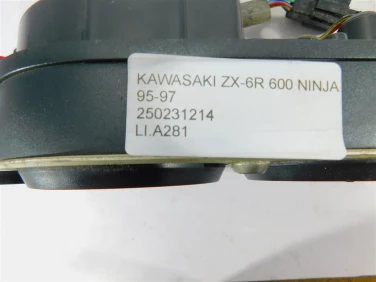 KAWASAKI ZX-6R 600 NINJA
95-97
250231214
LI.A281